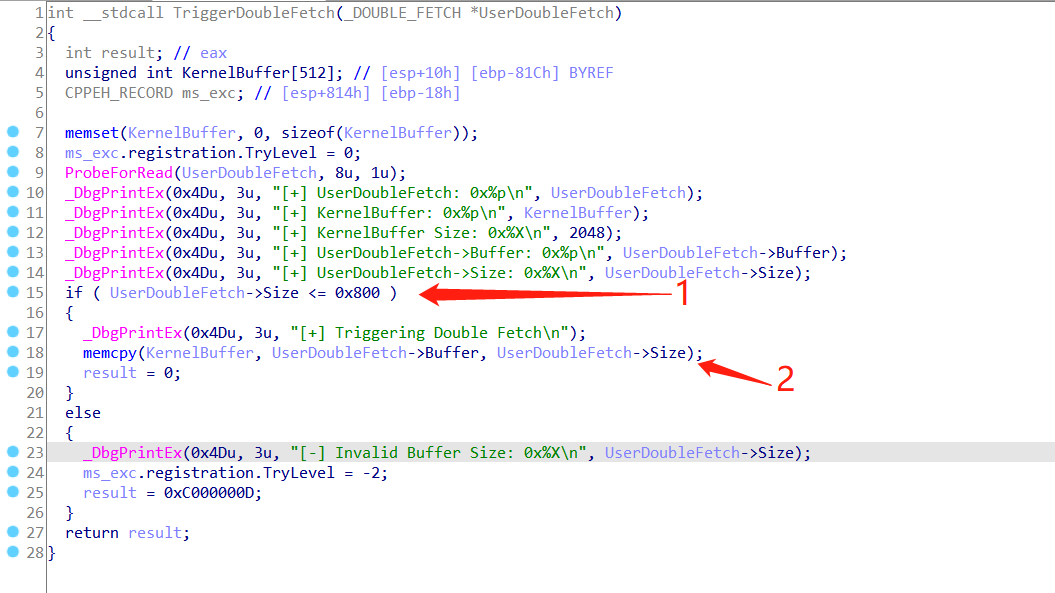 1 int __stdcall TriggerDoubleFetch(_DOUBLE_FETCH *UserDoubleFetch)
2 {
3   int result; // eax
4   unsigned int KernelBuffer[512]; // [esp+10h] [ebp-81Ch] BYREF
5   CPPEH_RECORD ms_exc; // [esp+814h] [ebp-18h]
6
7   memset(KernelBuffer, 0, sizeof(KernelBuffer));
8   ms_exc.registration.TryLevel = 0;
9   ProbeForRead(UserDoubleFetch, 8u, 1u);
10   _DbgPrintEx(0x4Du, 3u, "[+] UserDoubleFetch: 0x%p\n", UserDoubleFetch);
11   _DbgPrintEx(0x4Du, 3u, "[+] KernelBuffer: 0x%p\n", KernelBuffer);
12   _DbgPrintEx(0x4Du, 3u, "[+] KernelBuffer Size: 0x%X\n", 2048);
13   _DbgPrintEx(0x4Du, 3u, "[+] UserDoubleFetch->Buffer: 0x%p\n", UserDoubleFetch->Buffer);
14   _DbgPrintEx(0x4Du, 3u, "[+] UserDoubleFetch->Size: 0x%X\n", UserDoubleFetch->Size);
15   if ( UserDoubleFetch->Size <= 0x800 ) 1
16   {
17     _DbgPrintEx(0x4Du, 3u, "[+] Triggering Double Fetch\n");
18     memcpy(KernelBuffer, UserDoubleFetch->Buffer, UserDoubleFetch->Size);
19     result = 0; 2
20   }
21   else
22   {
23     _DbgPrintEx(0x4Du, 3u, "[-] Invalid Buffer Size: 0x%X\n", UserDoubleFetch->Size);
24     ms_exc.registration.TryLevel = -2;
25     result = 0xC000000D;
26   }
27   return result;
28 }